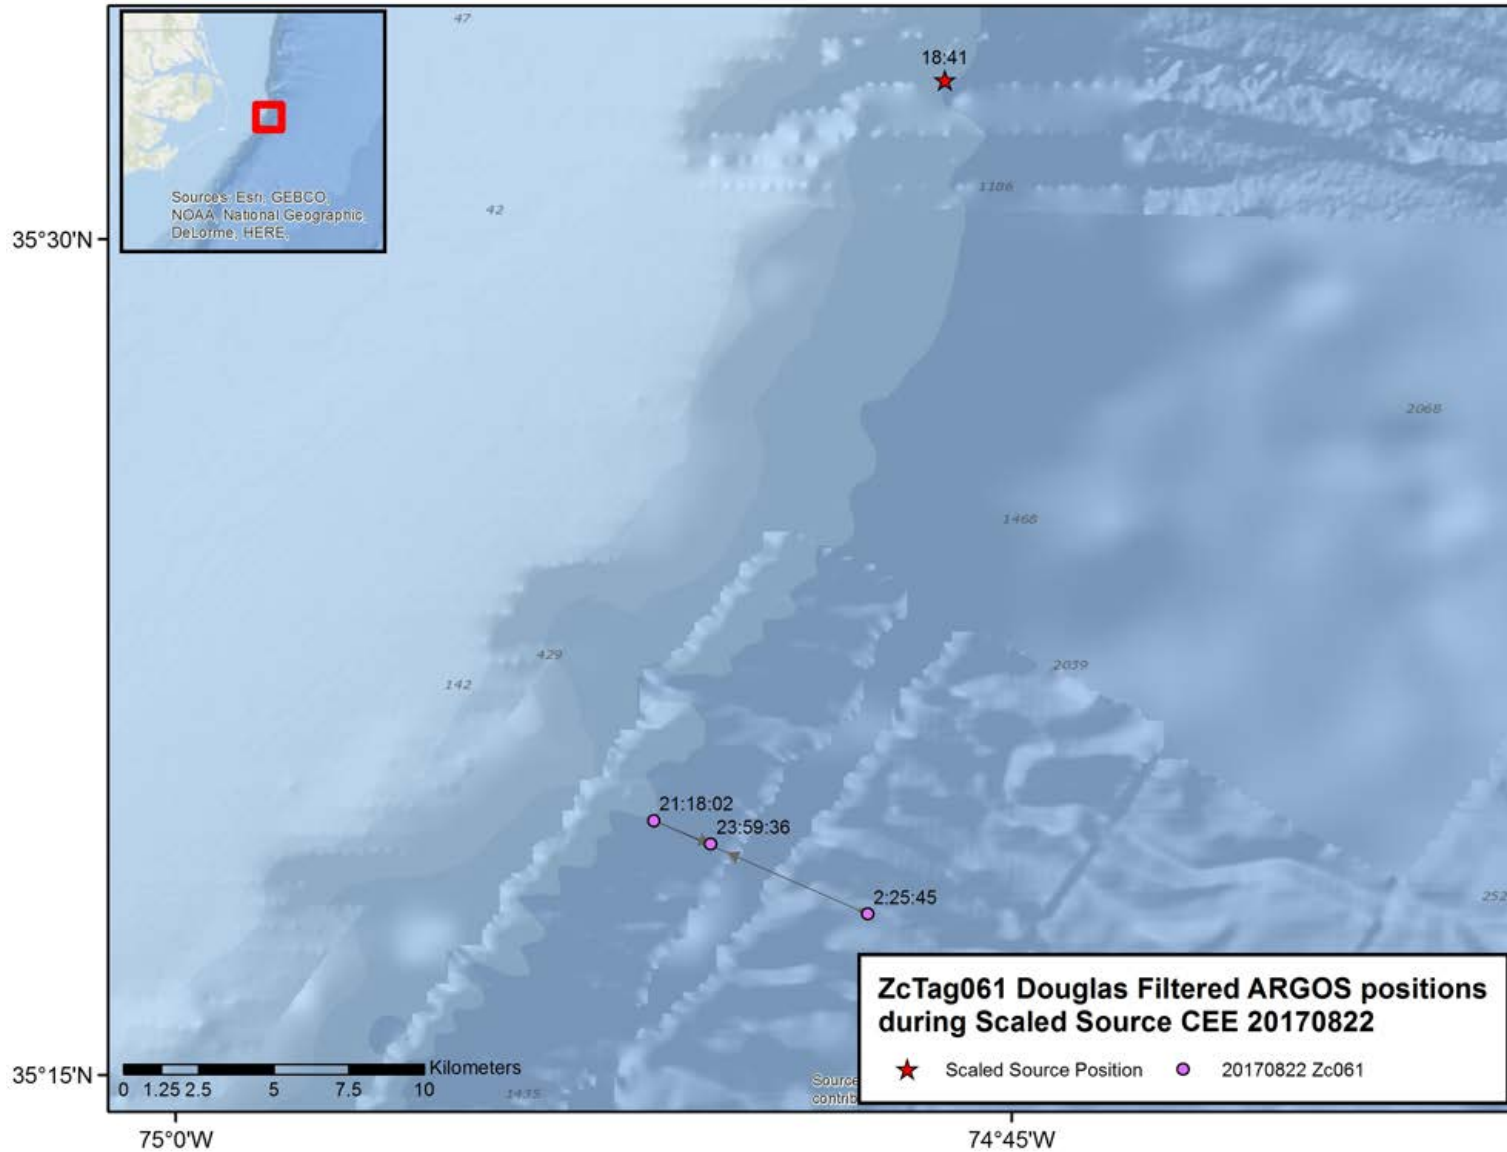 47
18:41
Sources: Esri, GEBCO,
NOAA, National Geographic,
DeLorme, HERE,
1186
42
35°30'N
2068
1468
429
2039
142
21:18:02
23:59:36
2:25:45
252
ZcTag061 Douglas Filtered ARGOS positions
during Scaled Source CEE 20170822
Scaled Source Position
20170822 Zc061
Kilometers
0 1.25 2.5 5 7.5 10
35°15'N
1435
Source
contrib
75°0'W
74°45'W